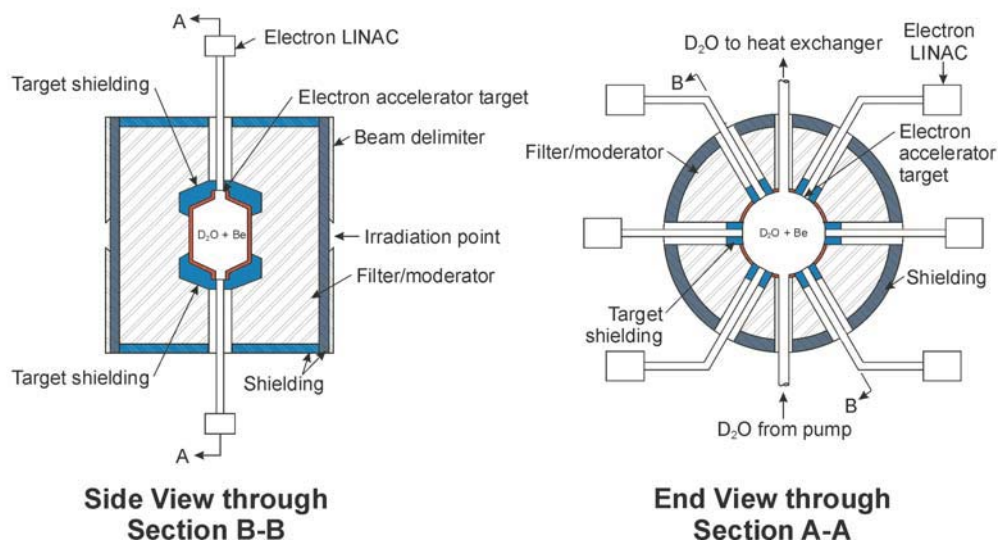 A
Electron LINAC
Target shielding
Electron accelerator target
Beam delimiter
D₂O + Be
Irradiation point
Filter/moderator
Target shielding
Shielding
A
Side View through
Section B-B
D₂O to heat exchanger
Electron
LINAC
B
Filter/moderator
Electron
accelerator
target
D₂O + Be
Shielding
Target
shielding
B
D₂O from pump
End View through
Section A-A